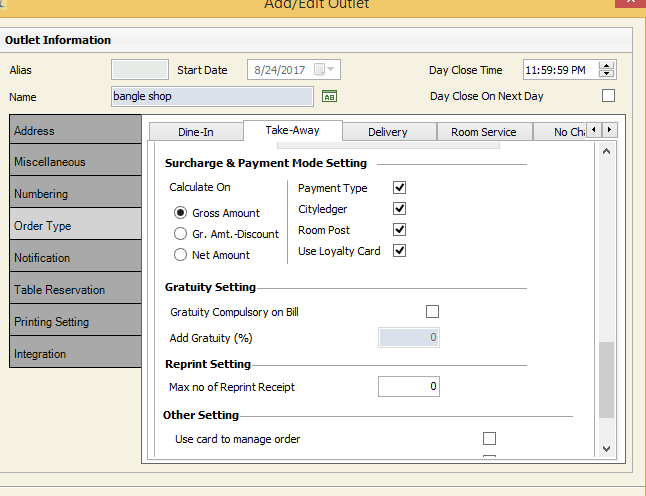 Add/Edit Outlet
Outlet Information
Alias
Start Date
8/24/2017
Day Close Time
11:59:59 PM
Name
bangle shop
AB
Day Close On Next Day
Address
Miscellaneous
Numbering
Order Type
Notification
Table Reservation
Printing Setting
Integration
Dine-In
Take-Away
Delivery
Room Service
No Ch
Surcharge & Payment Mode Setting
Calculate On
Gross Amount
Gr. Amt.-Discount
Net Amount
Payment Type
Cityledger
Room Post
Use Loyalty Card
Gratuity Setting
Gratuity Compulsory on Bill
Add Gratuity (%)
0
Reprint Setting
Max no of Reprint Receipt
0
Other Setting
Use card to manage order